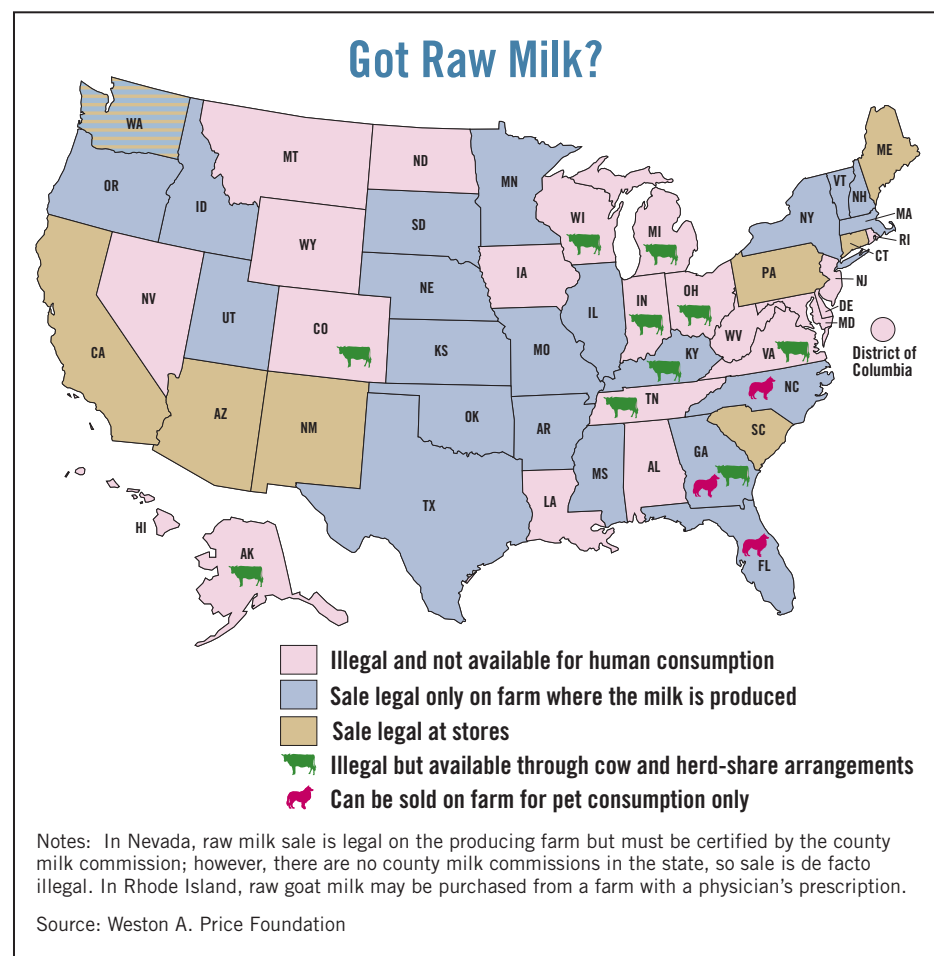 Got Raw Milk?
WA
MT
ND
MN
ME
OR
ID
VT
NH
WI
NY
MA
SD
MI
RI
WY
CT
IA
PA
NE
NJ
NV
OH
IN
DE
IL
MD
UT
CO
WV
District of
Columbia
KS
MO
KY
VA
CA
NC
TN
AZ
NM
OK
AR
SC
GA
MS
AL
TX
LA
HI
AK
FL
Illegal and not available for human consumption
Sale legal only on farm where the milk is produced
Sale legal at stores
Illegal but available through cow and herd-share arrangements
Can be sold on farm for pet consumption only
Notes: In Nevada, raw milk sale is legal on the producing farm but must be certified by the county
milk commission; however, there are no county milk commissions in the state, so sale is de facto
illegal. In Rhode Island, raw goat milk may be purchased from a farm with a physician's prescription.
Source: Weston A. Price Foundation